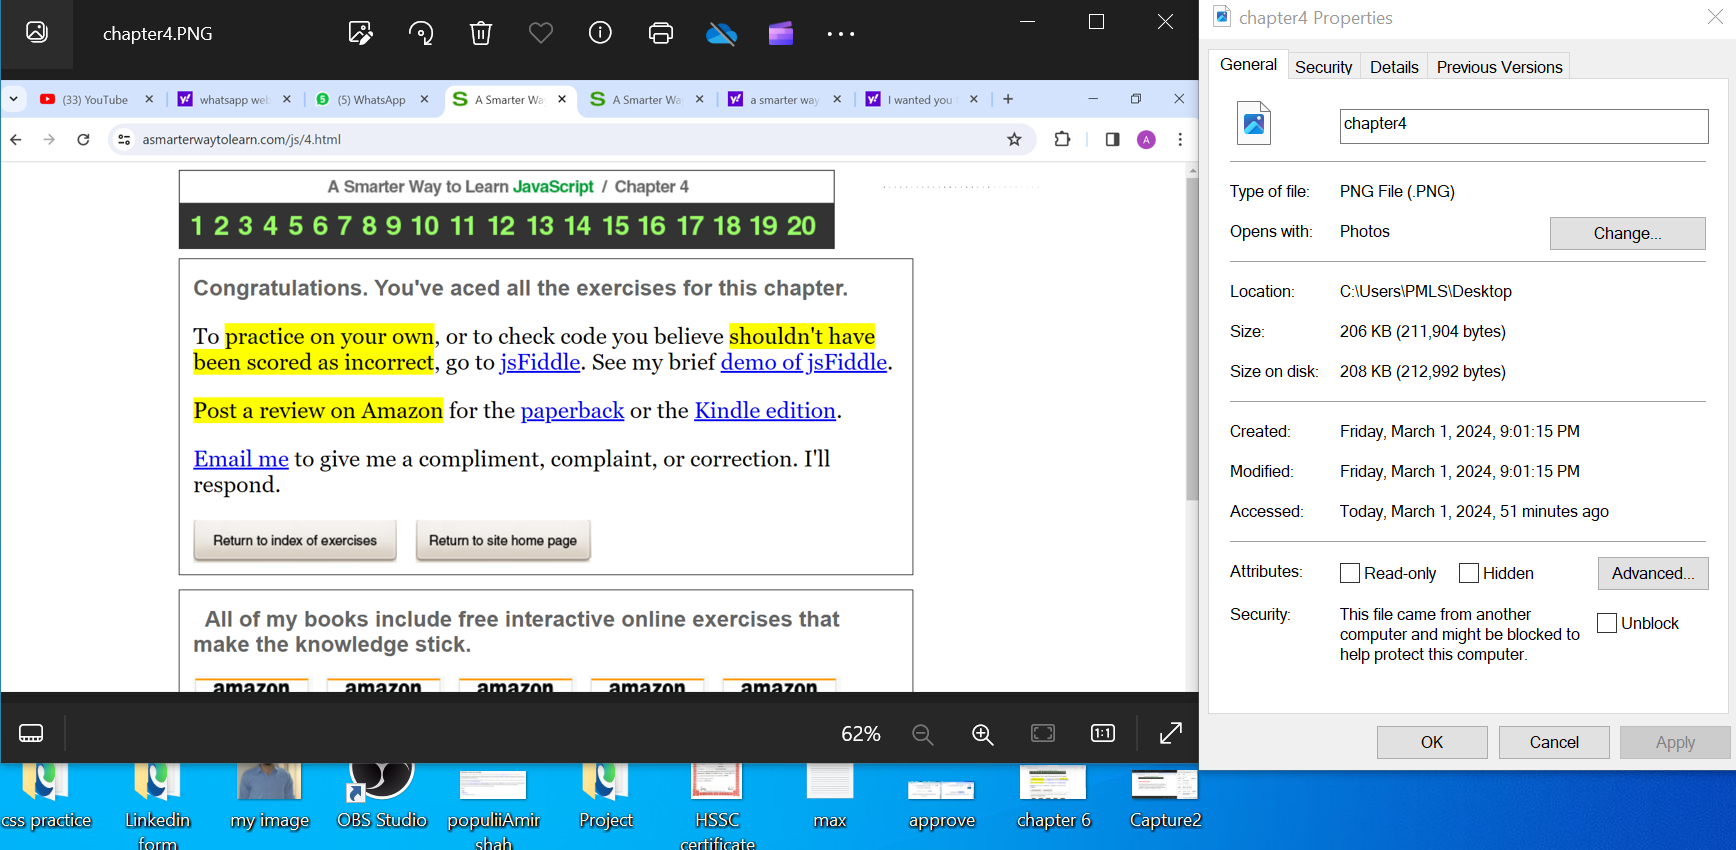 chapter4.PNG
(33) YouTube
whatsapp web
(5) WhatsApp
A Smarter Wa
A Smarter Wa
a smarter way
I wanted you
asmarterwaytolearn.com/js/4.html
A
A Smarter Way to Learn JavaScript / Chapter 4
1 2 3 4 5 6 7 8 9 10 11 12 13 14 15 16 17 18 19 20
Congratulations. You've aced all the exercises for this chapter.
To practice on your own, or to check code you believe shouldn't have
been scored as incorrect, go to jsFiddle. See my brief demo of jsFiddle.
Post a review on Amazon for the paperback or the Kindle edition.
Email me to give me a compliment, complaint, or correction. I'll
respond.
Return to index of exercises
Return to site home page
All of my books include free interactive online exercises that
make the knowledge stick.
amazon amazon amazon amazon amazon
62%
1:1
chapter4 Properties
General
Security
Details
Previous Versions
chapter4
Type of file: PNG File (.PNG)
Opens with: Photos
Change...
Location: C:\Users\PMLS\Desktop
Size: 206 KB (211,904 bytes)
Size on disk: 208 KB (212,992 bytes)
Created: Friday, March 1, 2024, 9:01:15 PM
Modified: Friday, March 1, 2024, 9:01:15 PM
Accessed: Today, March 1, 2024, 51 minutes ago
Attributes: Read-only Hidden
Advanced...
Security: This file came from another
computer and might be blocked to
help protect this computer.
Unblock
OK
Cancel
Apply
css practice
Linkedin
form
my image
OBS Studio
populiiAmir
shah
Project
HSSC
certificate
max
approve
chapter 6
Capture2